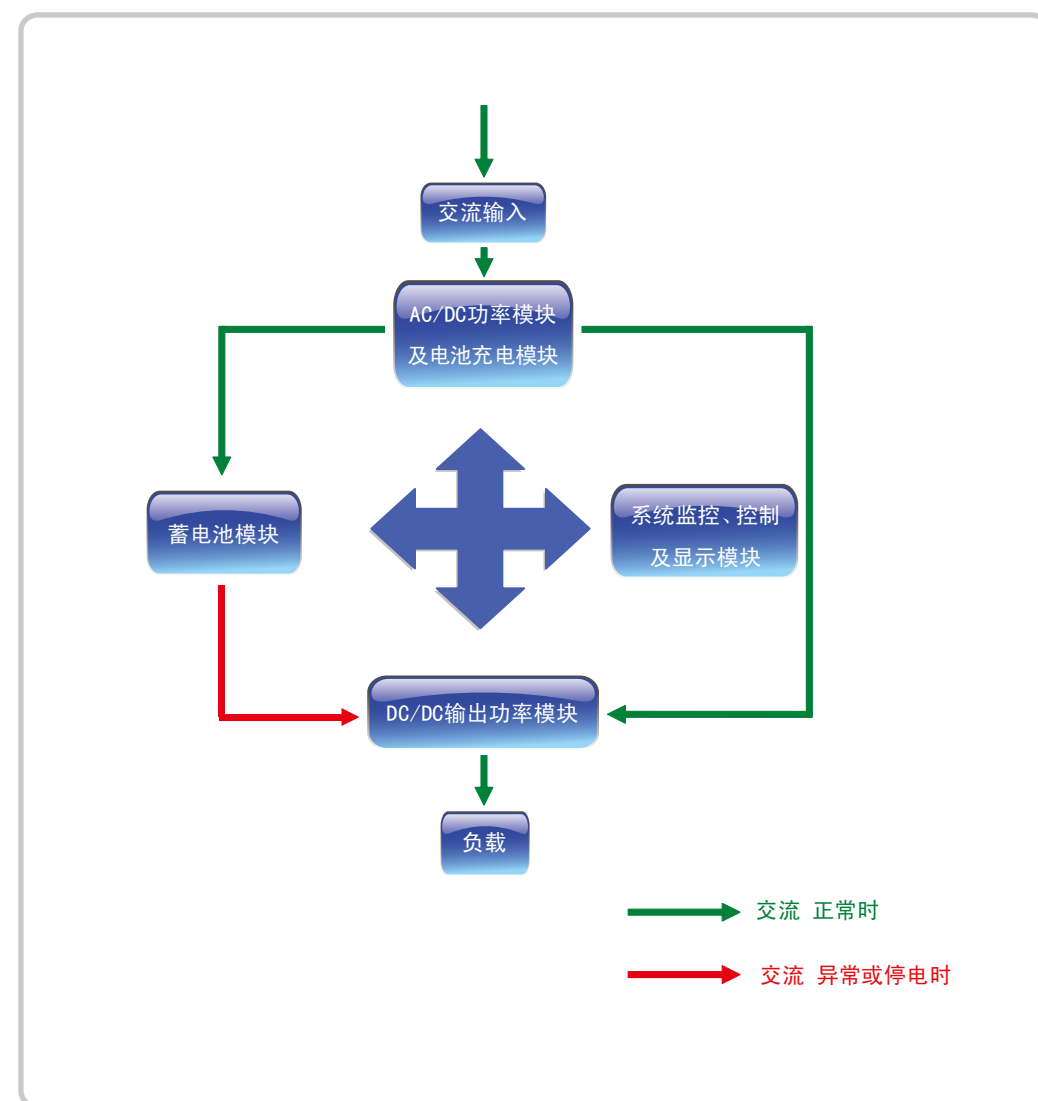 交流输入
AC/DC功率模块
及电池充电模块
蓄电池模块
系统监控、控制
及显示模块
DC/DC输出功率模块
负载
交流 正常时
交流 异常或停电时